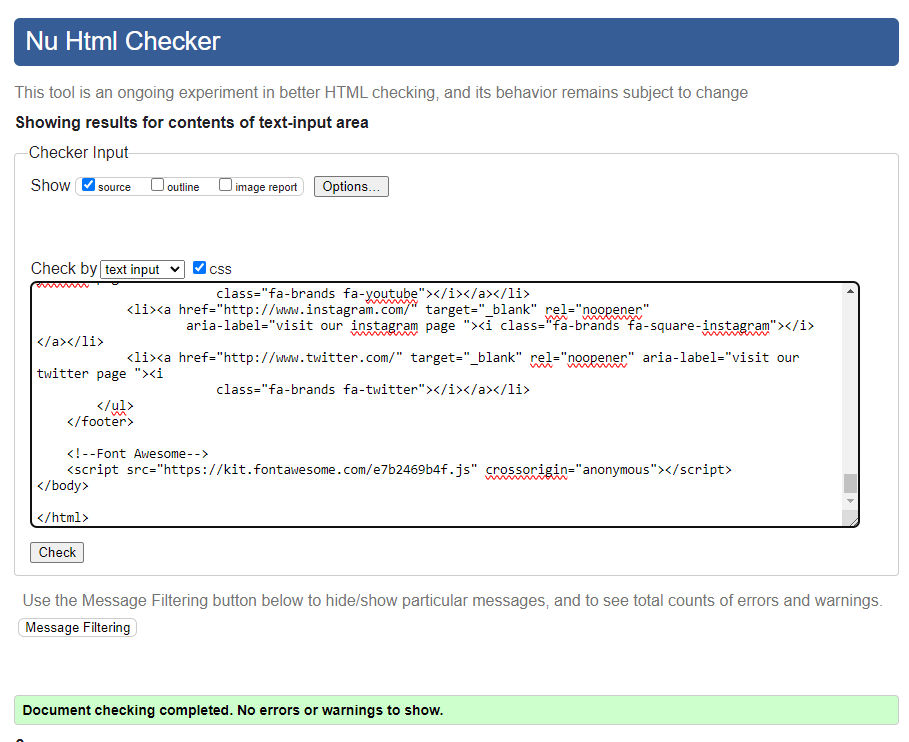 Nu Html Checker
This tool is an ongoing experiment in better HTML checking, and its behavior remains subject to change
Showing results for contents of text-input area
Checker Input
Show source outline image report Options...
Check by text input css
class="fa-brands fa-youtube"></i></a></li>
<li><a href="http://www.instagram.com/" target="_blank" rel="noopener"
aria-label="visit our instagram page "><i class="fa-brands fa-square-instagram"></i>
</a></li>
<li><a href="http://www.twitter.com/" target="_blank" rel="noopener" aria-label="visit our
twitter page "><i
class="fa-brands fa-twitter"></i></a></li>
</ul>
</footer>
<!--Font Awesome-->
<script src="https://kit.fontawesome.com/e7b2469b4f.js" crossorigin="anonymous"></script>
</body>
</html>
Check
Use the Message Filtering button below to hide/show particular messages, and to see total counts of errors and warnings.
Message Filtering
Document checking completed. No errors or warnings to show.